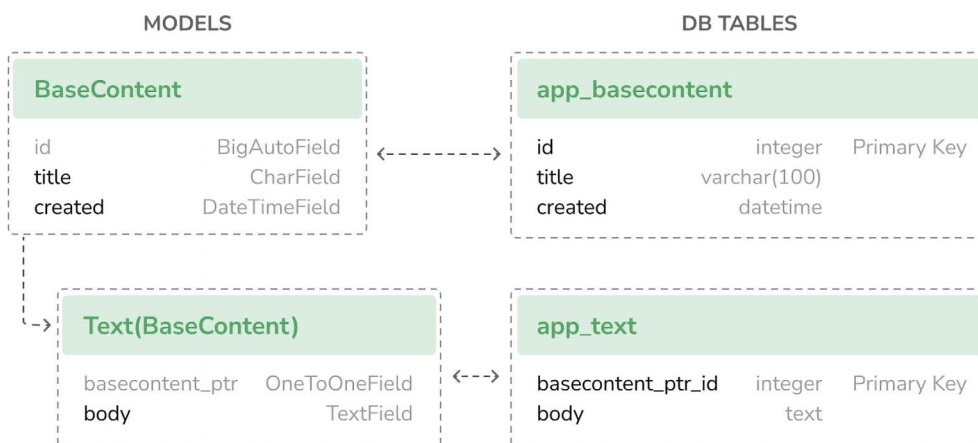 MODELS
DB TABLES
BaseContent
id BigAutoField
title CharField
created DateTimeField
app_basecontent
id integer Primary Key
title varchar(100)
created datetime
Text(BaseContent)
basecontent_ptr OneToOneField
body TextField
app_text
basecontent_ptr_id integer Primary Key
body text